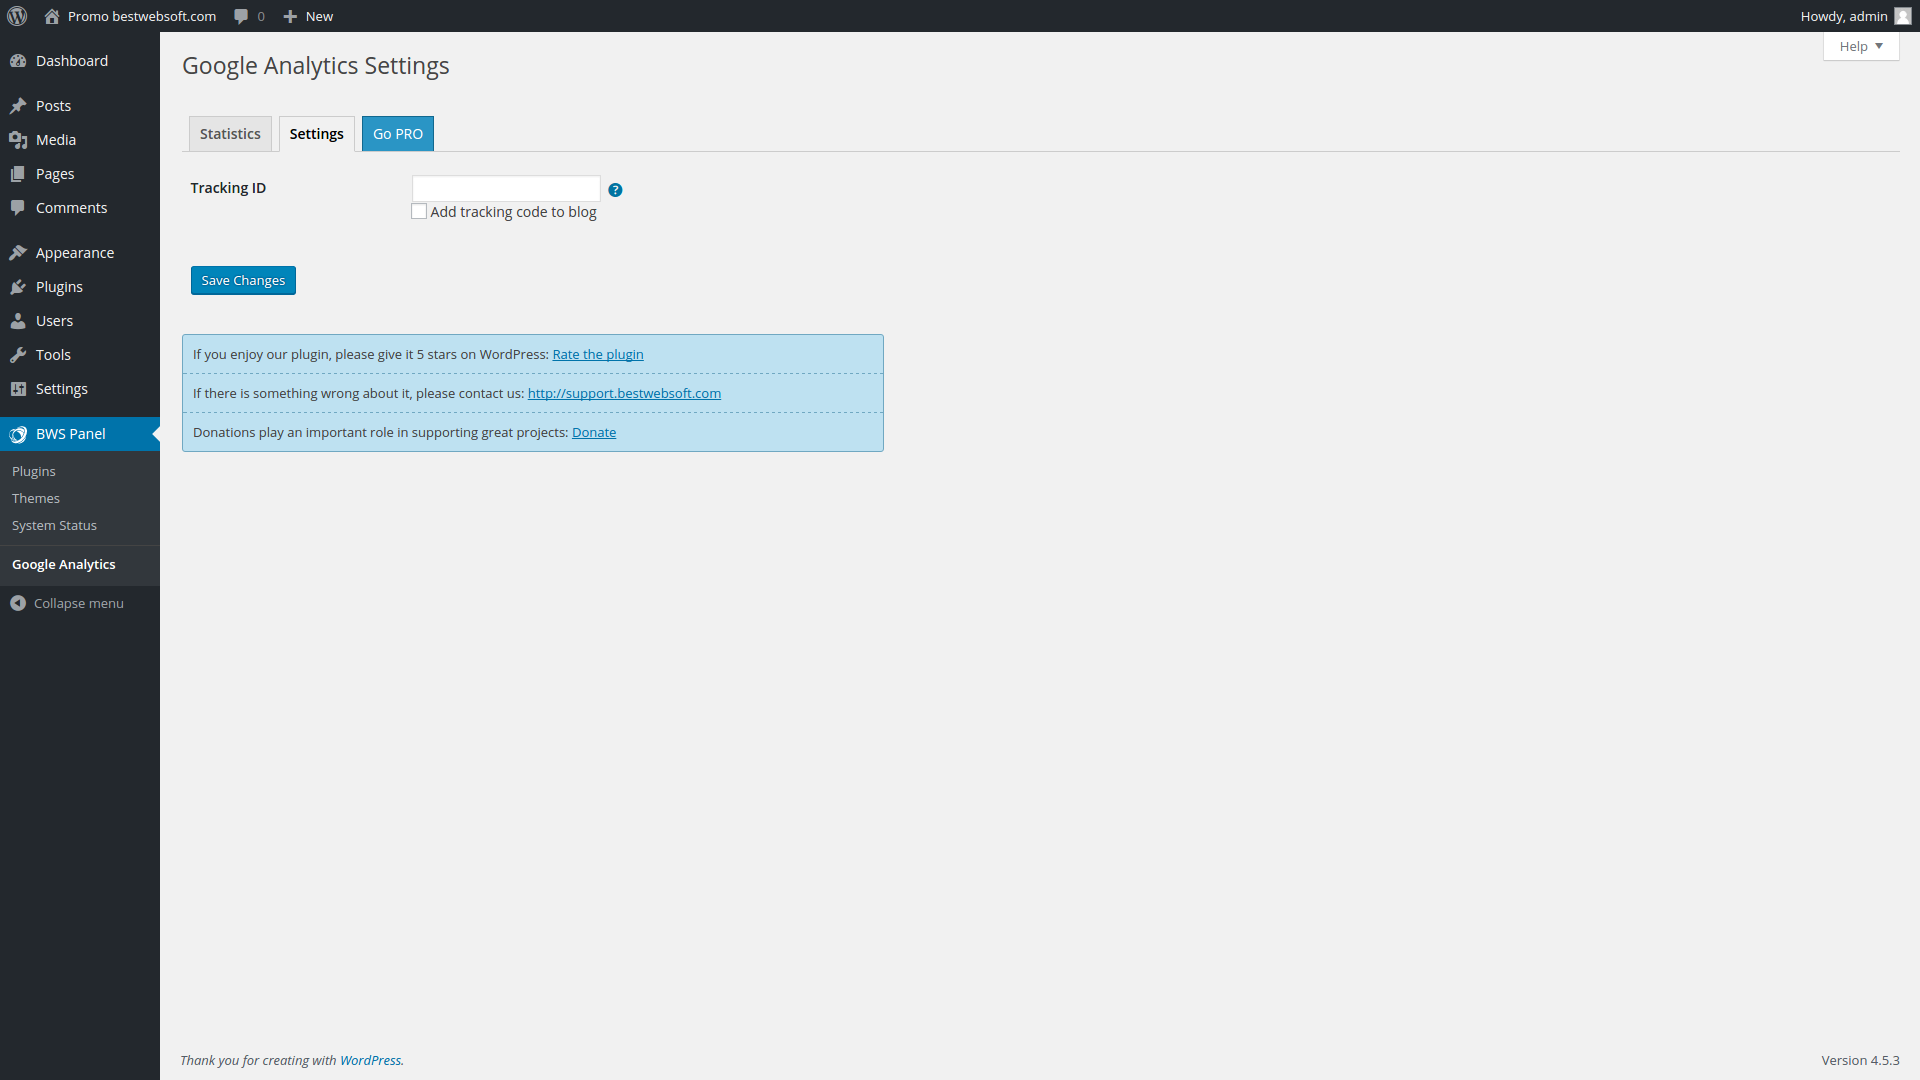 Promo bestwebsoft.com 0 New Howdy, admin
Help
Dashboard
Posts
Media
Pages
Comments
Appearance
Plugins
Users
Tools
Settings
BWS Panel
Plugins
Themes
System Status
Google Analytics
Collapse menu
Google Analytics Settings
Statistics Settings Go PRO
Tracking ID
?
Add tracking code to blog
Save Changes
If you enjoy our plugin, please give it 5 stars on WordPress: Rate the plugin
If there is something wrong about it, please contact us: http://support.bestwebsoft.com
Donations play an important role in supporting great projects: Donate
Thank you for creating with WordPress. Version 4.5.3